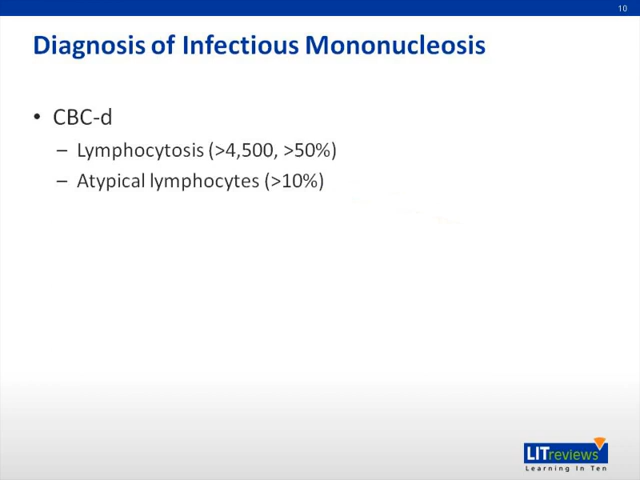 10
Diagnosis of Infectious Mononucleosis
• CBC-d
– Lymphocytosis (>4,500, >50%)
– Atypical lymphocytes (>10%)
LITreviews
Learning In Ten